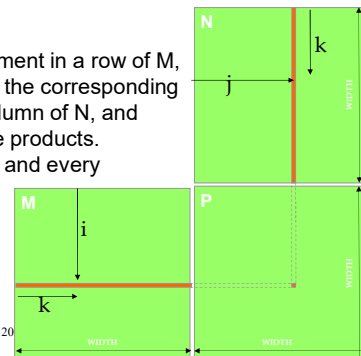 ment in a row of M,
the corresponding
lumn of N, and
e products.
and every
N
k
j
WIDTH
M
P
i
k
WIDTH
20
WIDTH
WIDTH